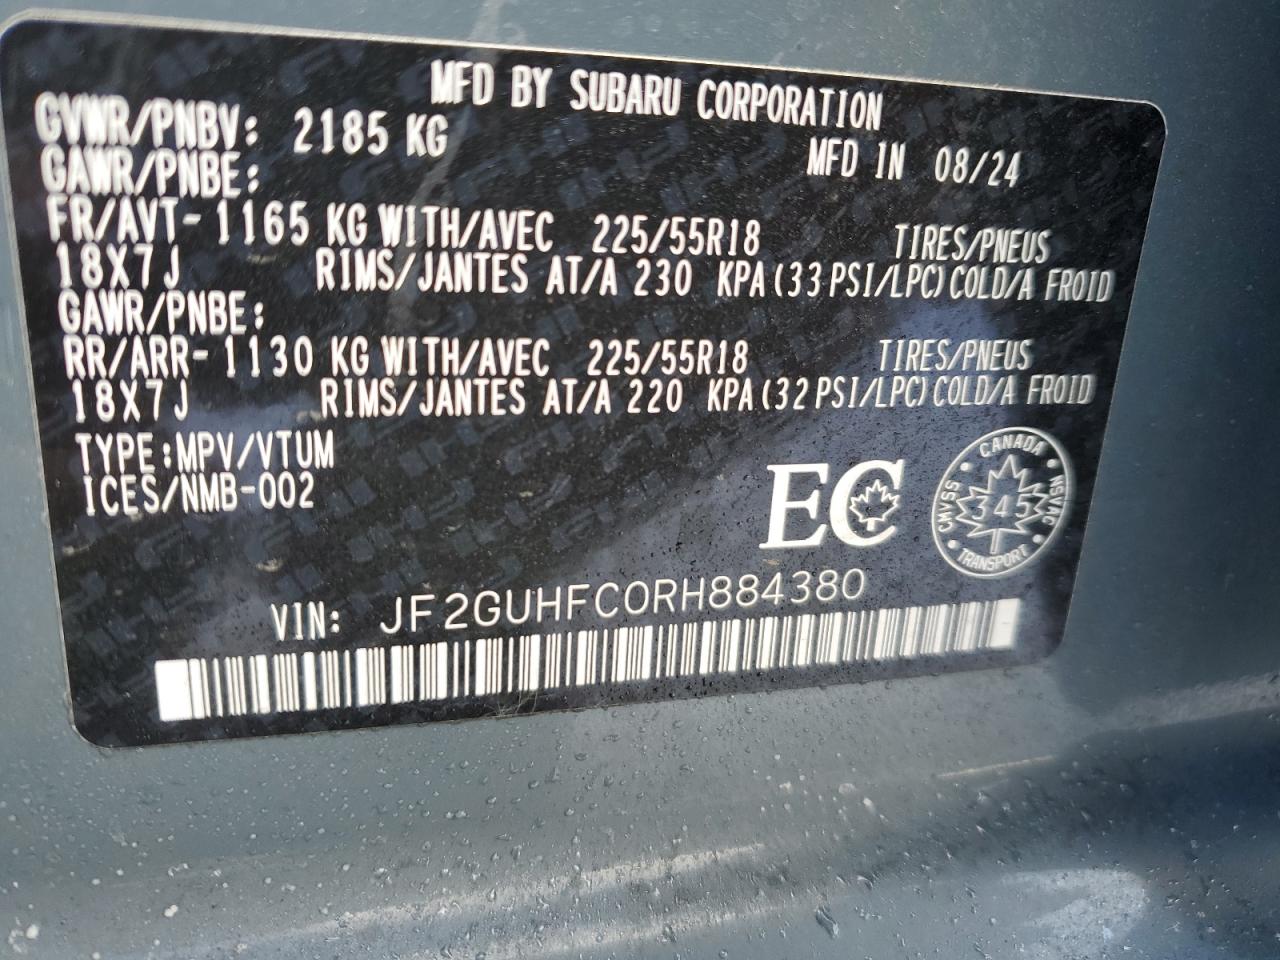 MFD BY SUBARU CORPORATION
GVWR/PNBV: 2185 KG MFD IN 08/24
GAWR/PNBE:
FR/AVT-1165 KG WITH/AVEC 225/55R18 TIRES/PNEUS
18X7J RIMS/JANTES AT/A 230 KPA(33 PSI/LPC)COLD/A FROID
GAWR/PNBE:
RR/ARR-1130 KG WITH/AVEC 225/55R18 TIRES/PNEUS
18X7J RIMS/JANTES AT/A 220 KPA(32 PSI/LPC)COLD/A FROID
TYPE:MPV/VTUM
ICES/NMB-002
EC
CANADA
CMVSS 345 NSVAC
TRANSPORT
VIN: JF2GUHFC0RH884380